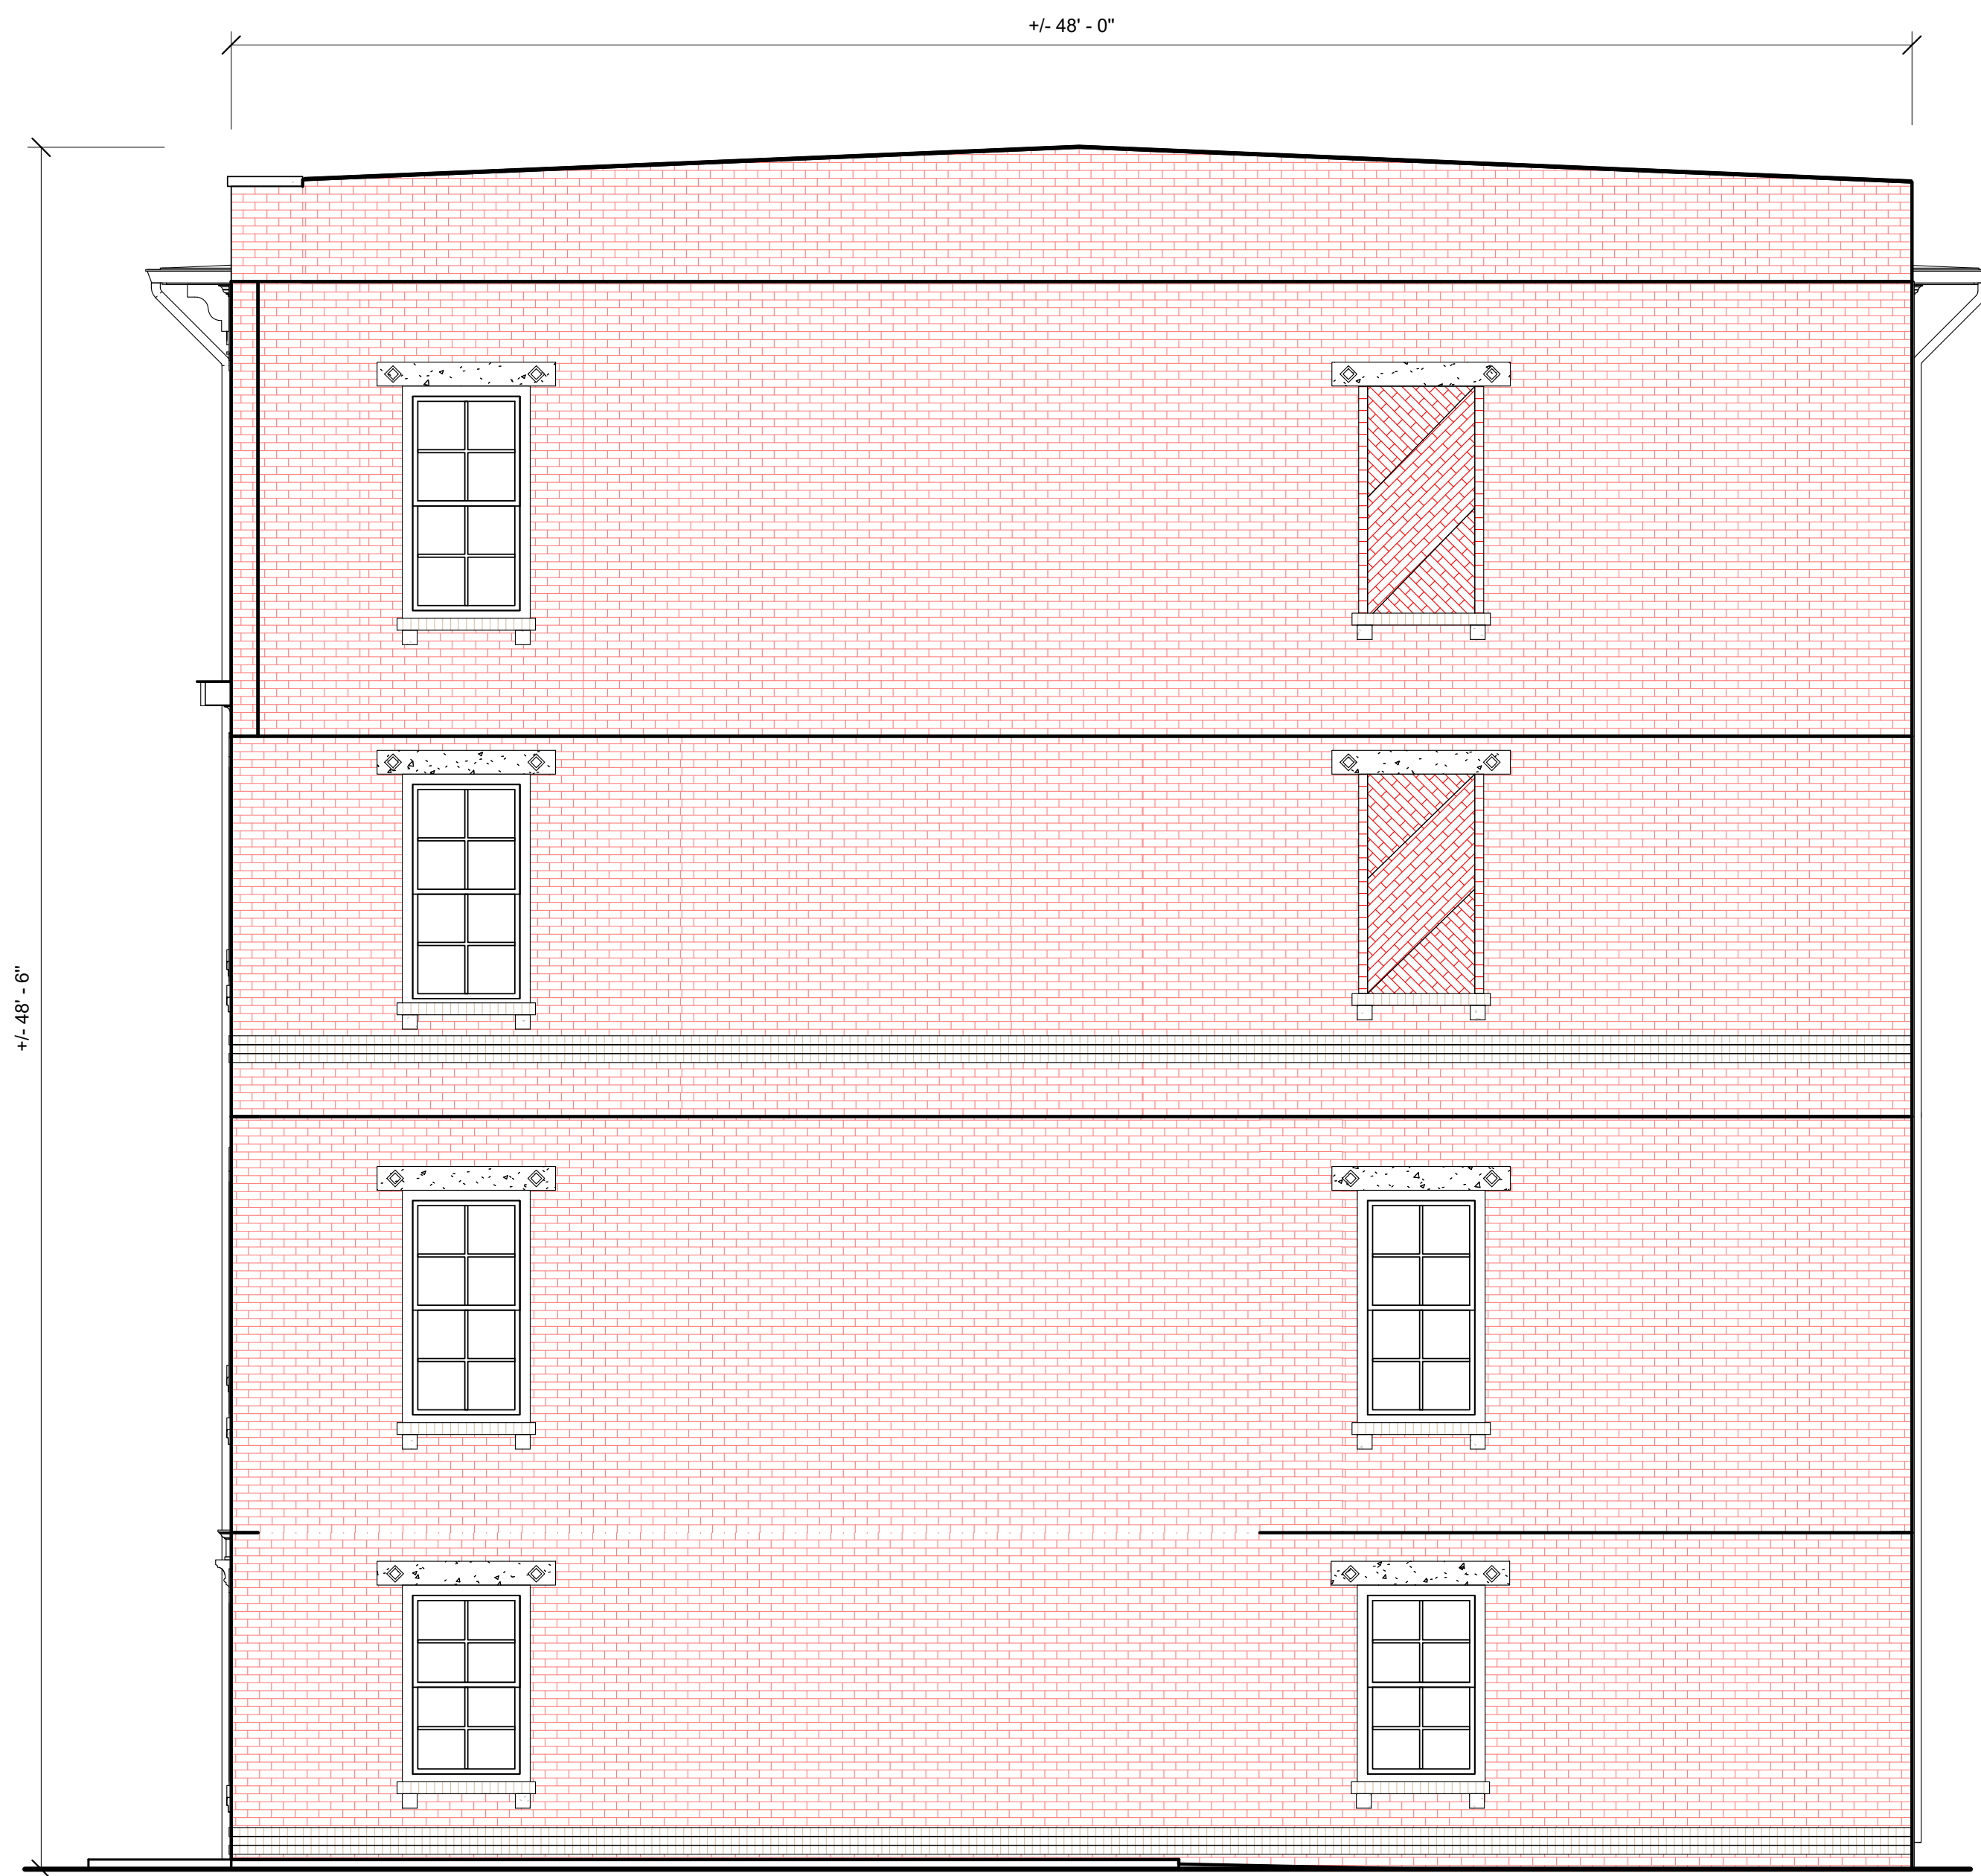 +/- 48' - 0"
+/- 48' - 6"